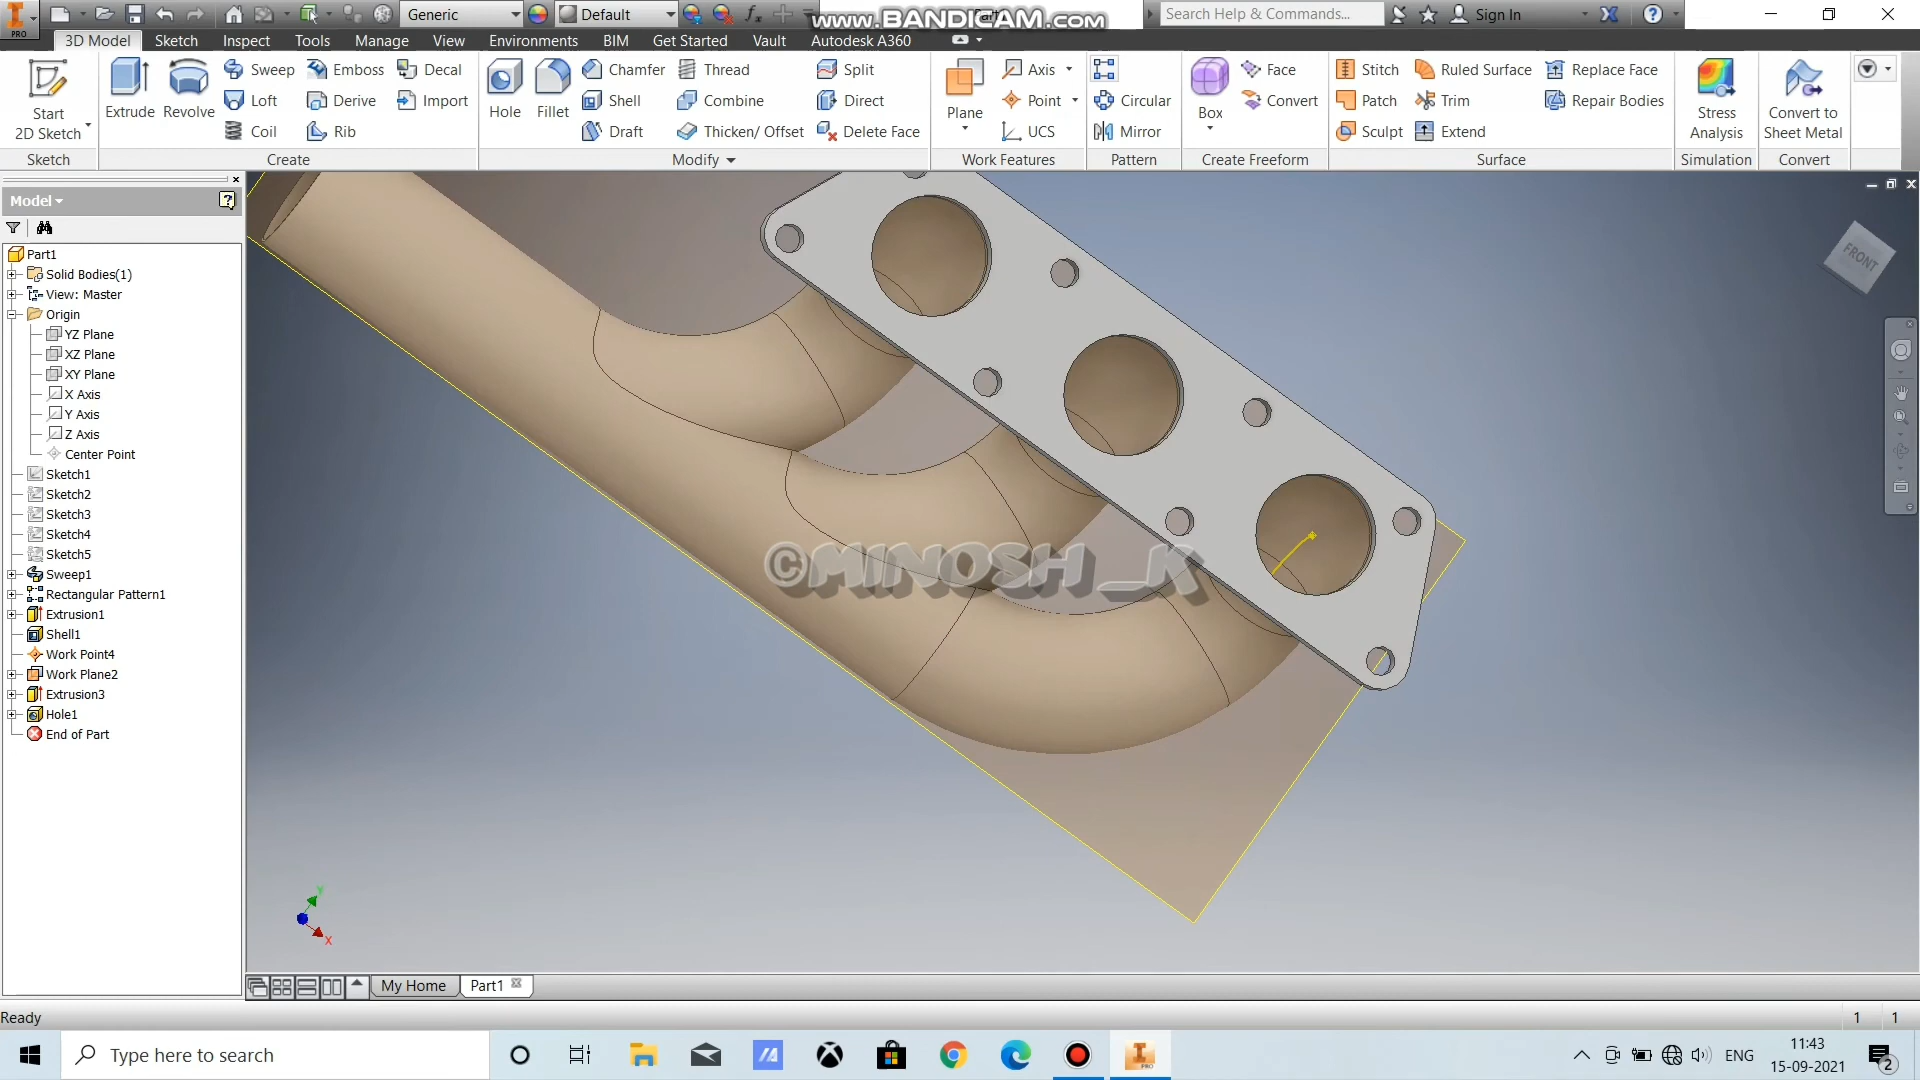 Generic
Default
www.BANDICAM.com
Search Help & Commands...
Sign In
PRO
3D Model
Sketch
Inspect
Tools
Manage
View
Environments
BIM
Get Started
Vault
Autodesk A360
Start
2D Sketch
Extrude
Revolve
Sweep
Loft
Coil
Emboss
Derive
Rib
Decal
Import
Hole
Fillet
Chamfer
Shell
Draft
Thread
Combine
Thicken/ Offset
Split
Direct
Delete Face
Plane
Axis
Point
UCS
Circular
Mirror
Box
Face
Convert
Stitch
Patch
Sculpt
Ruled Surface
Trim
Extend
Replace Face
Repair Bodies
Stress
Analysis
Convert to
Sheet Metal
Sketch
Create
Modify
Work Features
Pattern
Create Freeform
Surface
Simulation
Convert
Model
Part1
Solid Bodies(1)
View: Master
Origin
YZ Plane
XZ Plane
XY Plane
X Axis
Y Axis
Z Axis
Center Point
Sketch1
Sketch2
Sketch3
Sketch4
Sketch5
Sweep1
Rectangular Pattern1
Extrusion1
Shell1
Work Point4
Work Plane2
Extrusion3
Hole1
End of Part
FRONT
©MINOSH_K
Y
X
My Home
Part1
Ready
1 1
Type here to search
PRO
ENG
11:43
15-09-2021
2